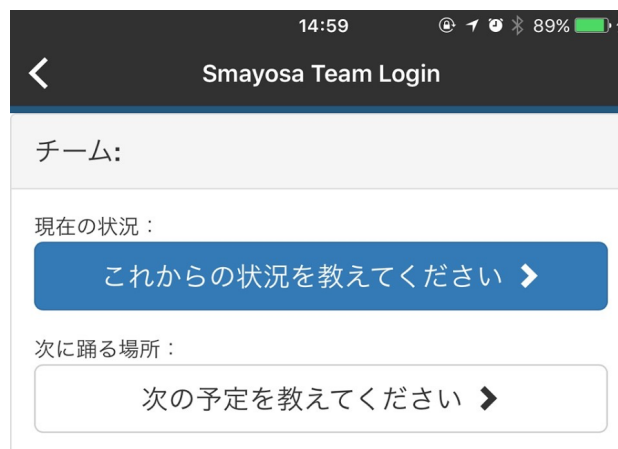 14:59 89%
Smayosa Team Login
チーム:
現在の状況：
これからの状況を教えてください
次に踊る場所：
次の予定を教えてください